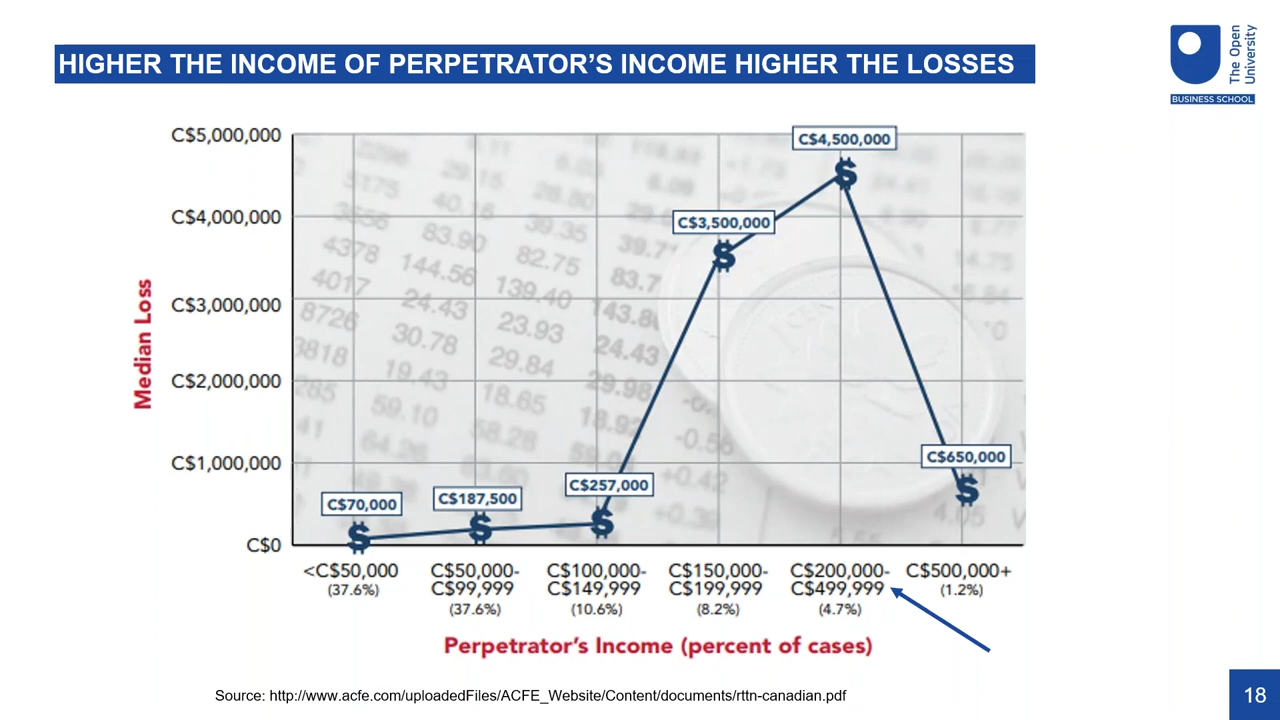 HIGHER THE INCOME OF PERPETRATOR’S INCOME HIGHER THE LOSSES
The Open
University
BUSINESS SCHOOL
C$5,000,000
C$4,000,000
C$3,000,000
C$2,000,000
C$1,000,000
C$0
Median Loss
C$70,000
C$187,500
C$257,000
C$3,500,000
C$4,500,000
C$650,000
<C$50,000
(37.6%)
C$50,000-
C$99,999
(37.6%)
C$100,000-
C$149,999
(10.6%)
C$150,000-
C$199,999
(8.2%)
C$200,000-
C$499,999
(4.7%)
C$500,000+
(1.2%)
Perpetrator’s Income (percent of cases)
Source: http://www.acfe.com/uploadedFiles/ACFE_Website/Content/documents/rttn-canadian.pdf
18